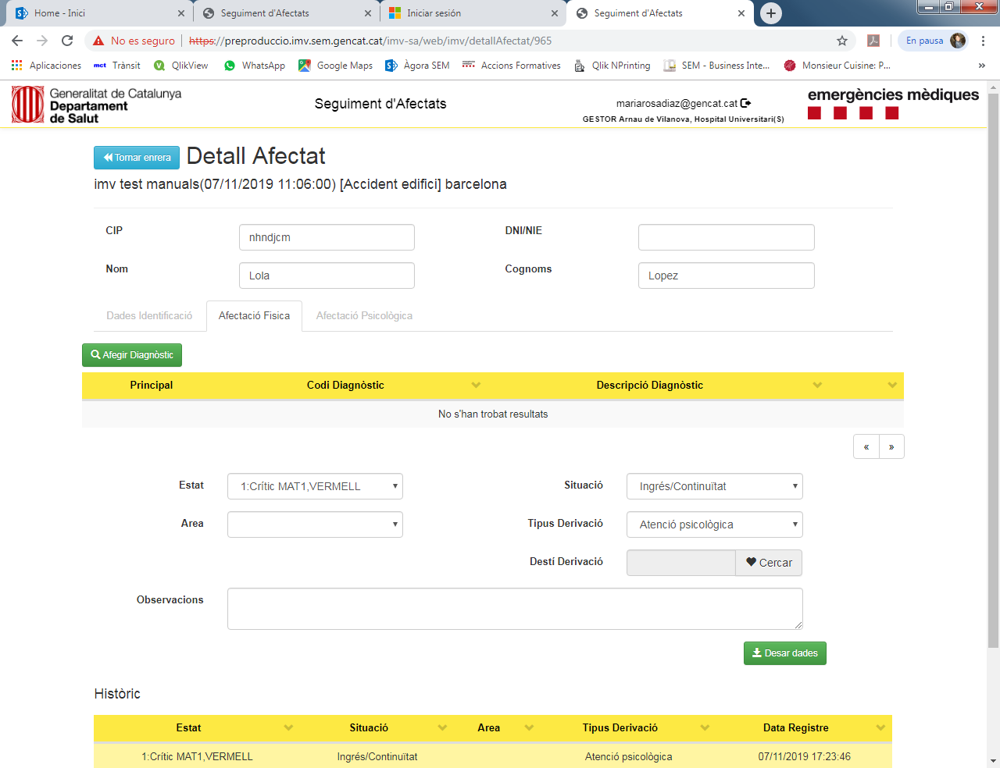 Home - Inici
Seguiment d'Afectats
Iniciar sesión
Seguiment d'Afectats
No es seguro
https://preproduccio.imv.sem.gencat.cat/imv-sa/web/imv/detallAfectat/965
En pausa
Aplicaciones
mct Trànsit
QlikView
WhatsApp
Google Maps
Àgora SEM
Accions Formatives
Qlik NPrinting
SEM - Business Inte...
Monsieur Cuisine: P...
»
Generalitat de Catalunya
Departament
de Salut
Seguiment d'Afectats
mariarosadiaz@gencat.cat
GESTOR Arnau de Vilanova, Hospital Universitari(S)
emergències mèdiques
Tornar enrera
Detall Afectat
imv test manuals(07/11/2019 11:06:00) [Accident edifici] barcelona
CIP nhndjcm DNI/NIE
Nom Lola Cognoms Lopez
Dades Identificació Afectació Fisica Afectació Psicològica
Afegir Diagnòstic
Principal Codi Diagnòstic Descripció Diagnòstic
No s'han trobat resultats
« »
Estat 1:Crític MAT1,VERMELL Situació Ingrés/Continuïtat
Area Tipus Derivació Atenció psicològica
Destí Derivació Cercar
Observacions
Desar dades
Històric
Estat Situació Area Tipus Derivació Data Registre
1:Crític MAT1,VERMELL Ingrés/Continuïtat Atenció psicològica 07/11/2019 17:23:46